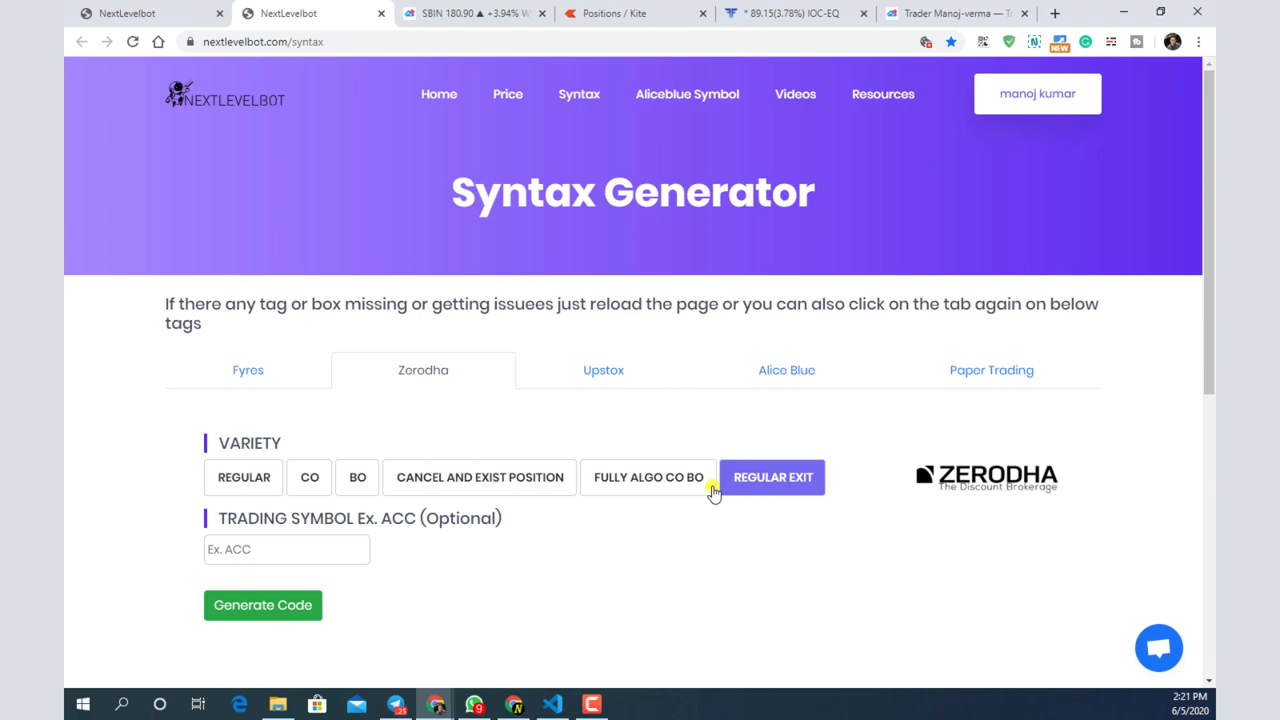 NextLevelbot
NextLevelbot
SBIN 180.90 ▲ +3.94%
Positions / Kite
* 89.15(3.78%) IOC-EQ
Trader Manoj-verma —
nextlevelbot.com/syntax
NEW
NEXTLEVELBOT
Home
Price
Syntax
Aliceblue Symbol
Videos
Resources
manoj kumar
Syntax Generator
If there any tag or box missing or getting issuees just reload the page or you can also click on the tab again on below
tags
Fyres
Zerodha
Upstox
Alice Blue
Paper Trading
VARIETY
REGULAR
CO
BO
CANCEL AND EXIST POSITION
FULLY ALGO CO BO
REGULAR EXIT
ZERODHA
The Discount Brokerage
TRADING SYMBOL Ex. ACC (Optional)
Ex. ACC
Generate Code
2:21 PM
6/5/2020